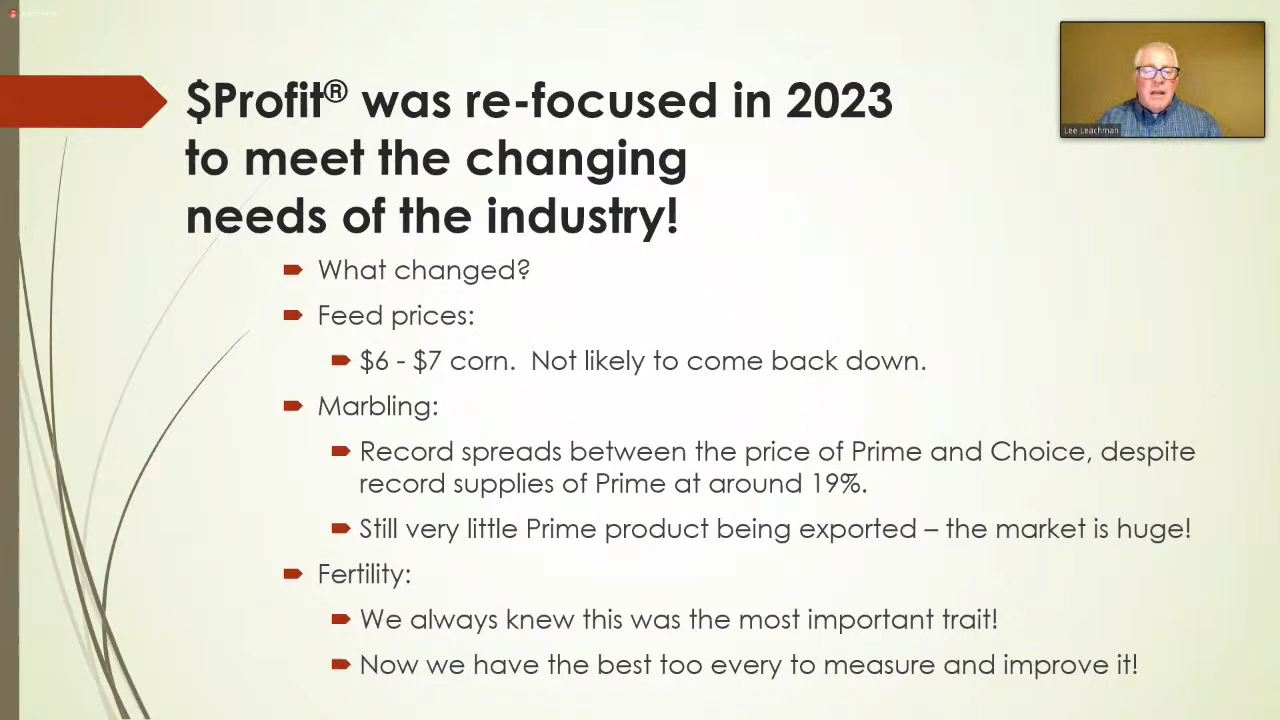 $Profit® was re-focused in 2023
to meet the changing
needs of the industry!
Lee Leachman
What changed?
Feed prices:
$6 - $7 corn.  Not likely to come back down.
Marbling:
Record spreads between the price of Prime and Choice, despite
record supplies of Prime at around 19%.
Still very little Prime product being exported – the market is huge!
Fertility:
We always knew this was the most important trait!
Now we have the best too every to measure and improve it!